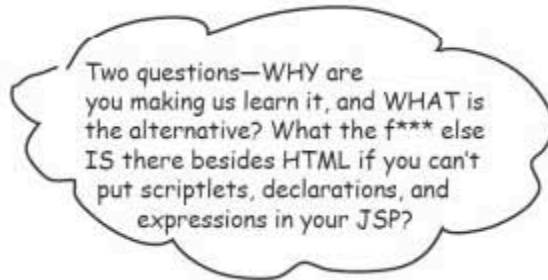 Two questions—WHY are
you making us learn it, and WHAT is
the alternative? What the f*** else
IS there besides HTML if you can't
put scriptlets, declarations, and
expressions in your JSP?